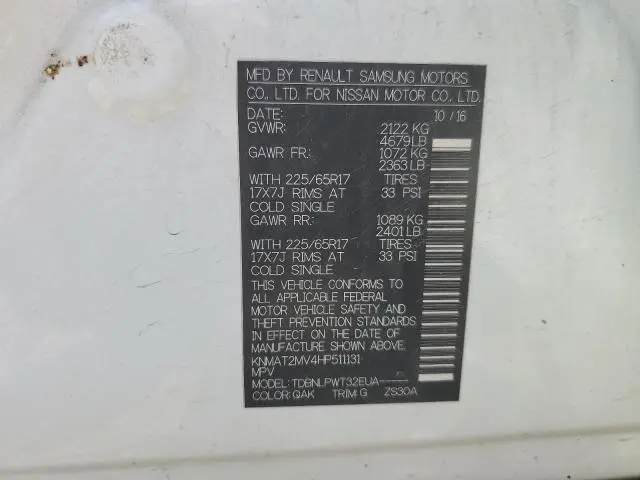 MFD BY RENAULT SAMSUNG MOTORS
CO., LTD. FOR NISSAN MOTOR CO., LTD.
DATE: 10 / 16
GVWR: 2122 KG
4679 LB
GAWR FR: 1072 KG
2363 LB
WITH 225/65R17 TIRES
17X7J RIMS AT 33 PSI
COLD SINGLE
GAWR RR: 1089 KG
2401 LB
WITH 225/65R17 TIRES
17X7J RIMS AT 33 PSI
COLD SINGLE
THIS VEHICLE CONFORMS TO
ALL APPLICABLE FEDERAL
MOTOR VEHICLE SAFETY AND
THEFT PREVENTION STANDARDS
IN EFFECT ON THE DATE OF
MANUFACTURE SHOWN ABOVE.
KNMAT2MV4HP511131
MPV
MODEL: TDBNLPWT32EUA-----
COLOR: QAK TRIM: G ZS30A